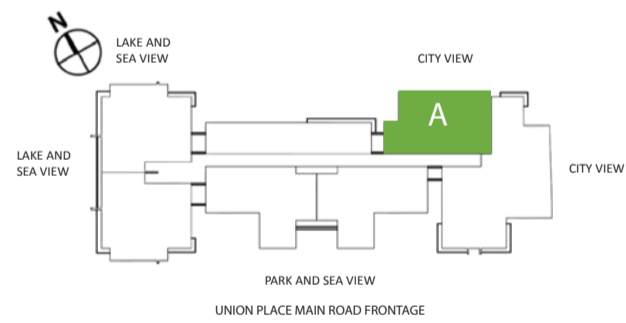 N
LAKE AND
SEA VIEW
CITY VIEW
A
LAKE AND
SEA VIEW
CITY VIEW
PARK AND SEA VIEW
UNION PLACE MAIN ROAD FRONTAGE